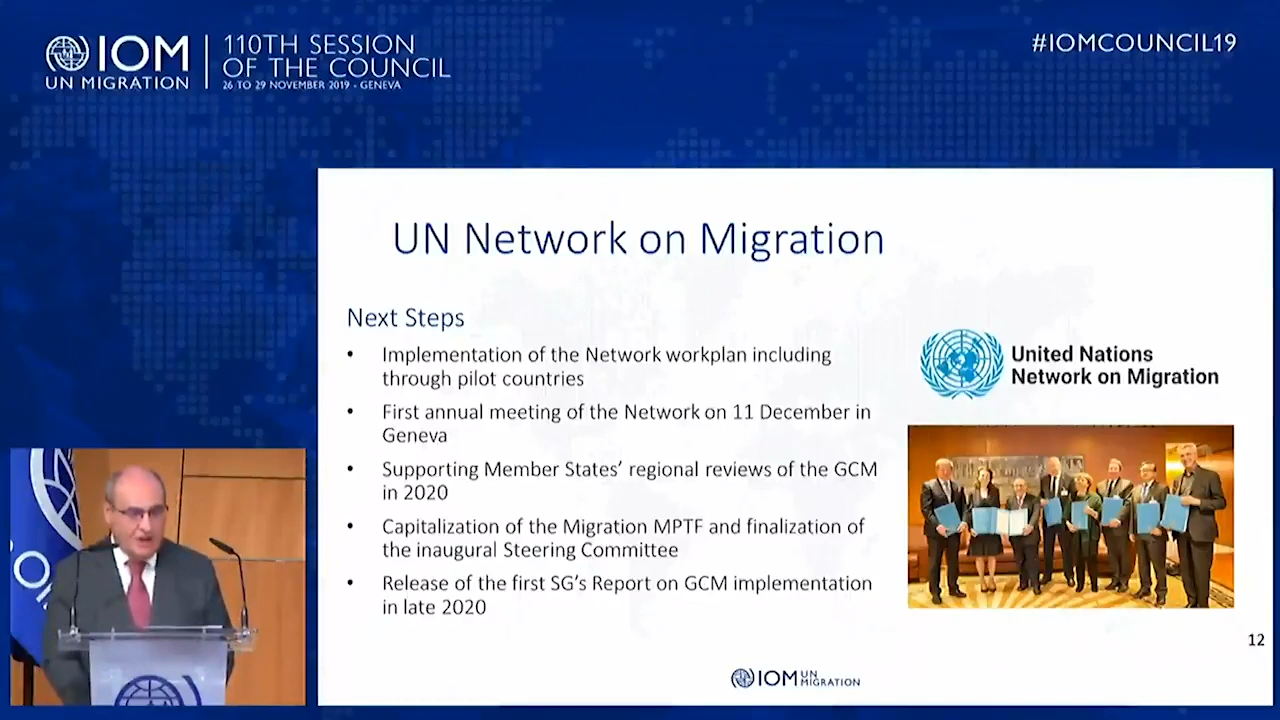 IOM
UN MIGRATION
110TH SESSION
OF THE COUNCIL
26 TO 29 NOVEMBER 2019 - GENEVA
#IOMCOUNCIL19
UN Network on Migration
Next Steps
• Implementation of the Network workplan including
through pilot countries
• First annual meeting of the Network on 11 December in
Geneva
• Supporting Member States’ regional reviews of the GCM
in 2020
• Capitalization of the Migration MPTF and finalization of
the inaugural Steering Committee
• Release of the first SG’s Report on GCM implementation
in late 2020
United Nations
Network on Migration
12
IOM UN
MIGRATION